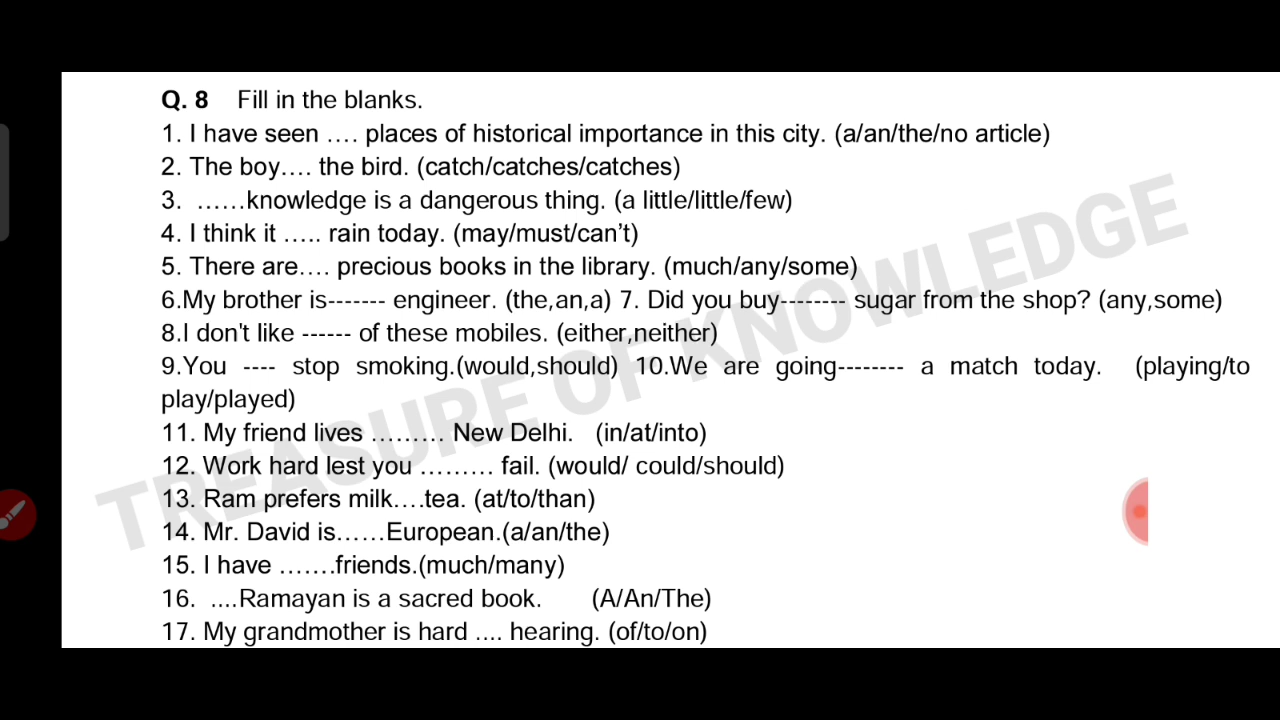 Q. 8 Fill in the blanks.
1. I have seen .... places of historical importance in this city. (a/an/the/no article)
2. The boy.... the bird. (catch/catches/catches)
3. ......knowledge is a dangerous thing. (a little/little/few)
4. I think it ..... rain today. (may/must/can’t)
5. There are.... precious books in the library. (much/any/some)
6.My brother is------- engineer. (the,an,a) 7. Did you buy-------- sugar from the shop? (any,some)
8.I don't like ------ of these mobiles. (either,neither)
9.You ---- stop smoking.(would,should) 10.We are going-------- a match today. (playing/to
play/played)
11. My friend lives ……… New Delhi. (in/at/into)
12. Work hard lest you ……… fail. (would/ could/should)
13. Ram prefers milk....tea. (at/to/than)
14. Mr. David is……European.(a/an/the)
15. I have …….friends.(much/many)
16. ....Ramayan is a sacred book. (A/An/The)
17. My grandmother is hard .... hearing. (of/to/on)
TREASURE OF KNOWLEDGE